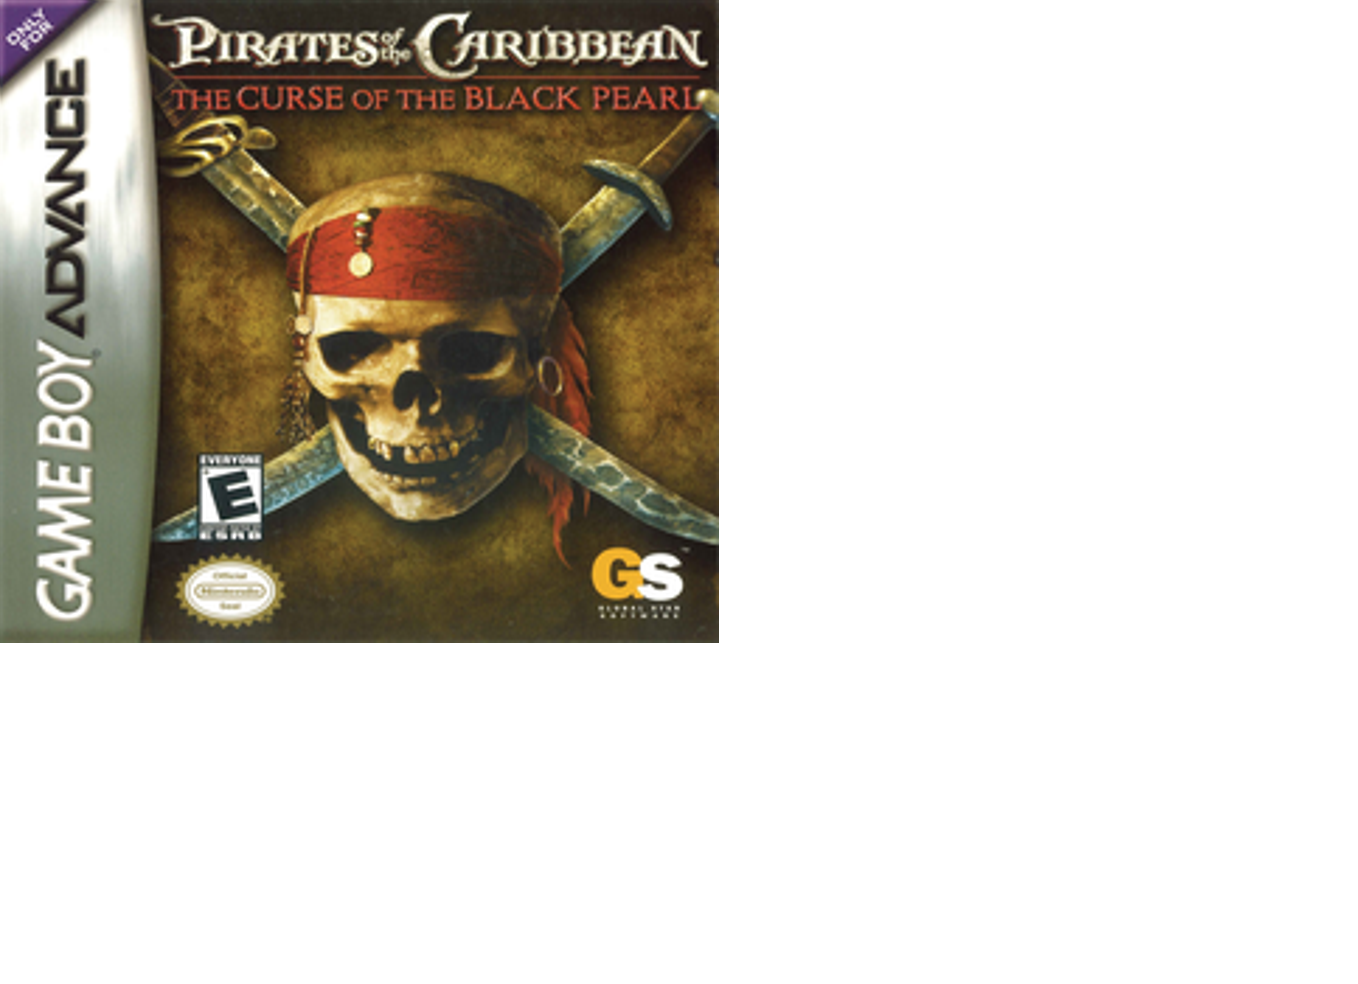 ONLY
FOR
GAME BOY ADVANCE
PIRATES of the CARIBBEAN
THE CURSE OF THE BLACK PEARL
EVERYONE
E
ESRB
Official
Nintendo
Seal
GS™
GLOBAL STAR
SOFTWARE